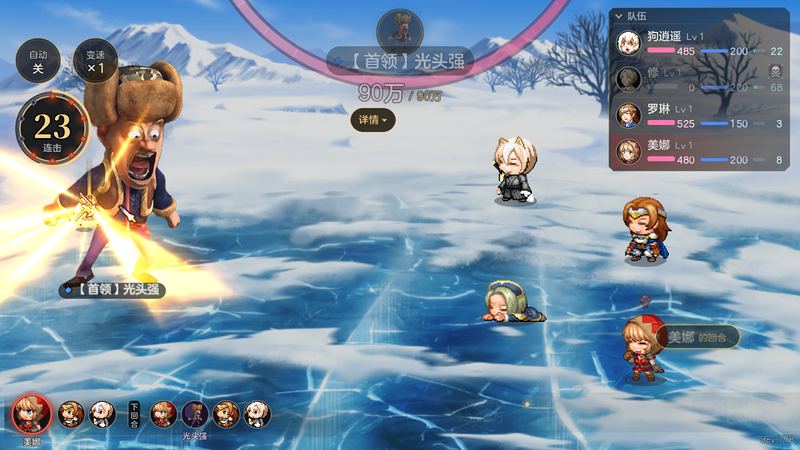 自动
关
变速
×1
23
连击
【首领】光头强
90万 / 90万
详情
队伍
狗逍遥 Lv 1
485 200 22
修 Lv 1
0 220 68
罗琳 Lv 1
525 150 3
美娜 Lv 1
480 200 8
【首领】光头强
美娜 的回合
下回合
美娜
光头强